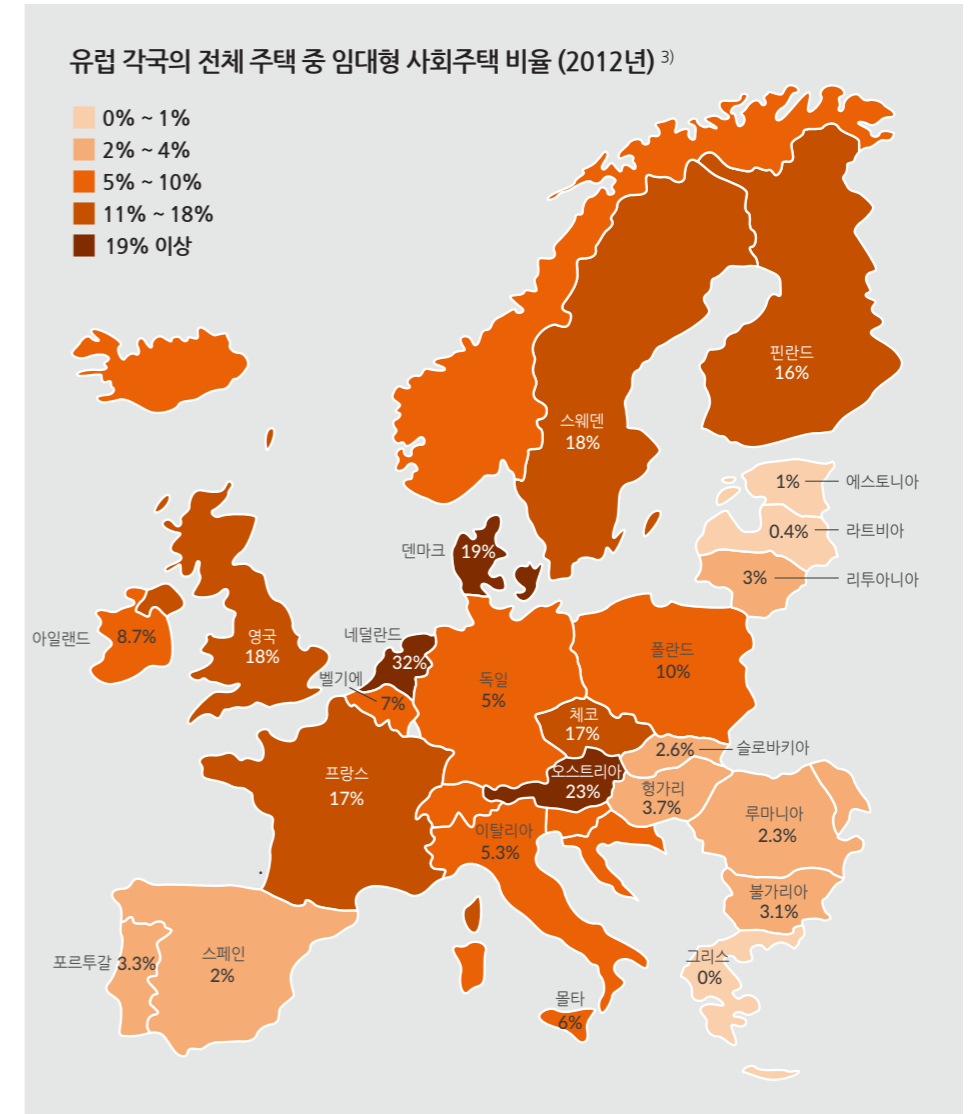 유럽 각국의 전체 주택 중 임대형 사회주택 비율 (2012년) 3)
0% ~ 1%
2% ~ 4%
5% ~ 10%
11% ~ 18%
19% 이상
핀란드
16%
스웨덴
18%
1%
에스토니아
0.4%
라트비아
3%
리투아니아
덴마크
19%
아일랜드
8.7%
영국
18%
네덜란드
32%
벨기에
7%
독일
5%
폴란드
10%
체코
17%
2.6%
슬로바키아
오스트리아
23%
헝가리
3.7%
프랑스
17%
이탈리아
5.3%
루마니아
2.3%
불가리아
3.1%
포르투갈
3.3%
스페인
2%
그리스
0%
몰타
6%